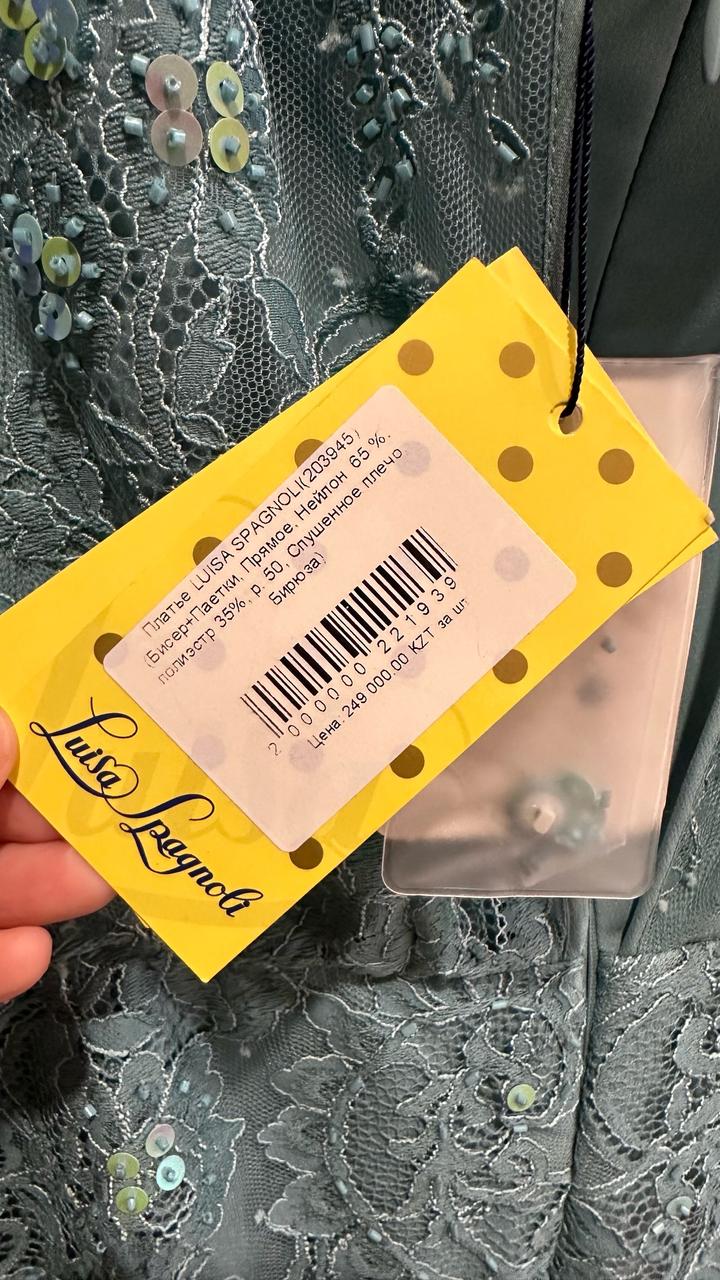 Платье LUISA SPAGNOLI(203945)
(Бисер+Паетки, Прямое, Нейлон 65 %,
полиэстр 35%, р. 50, Спушенное плечо
Бирюза)
2 000000 221939
Цена: 249 000.00 KZT за шт
Luisa Spagnoli